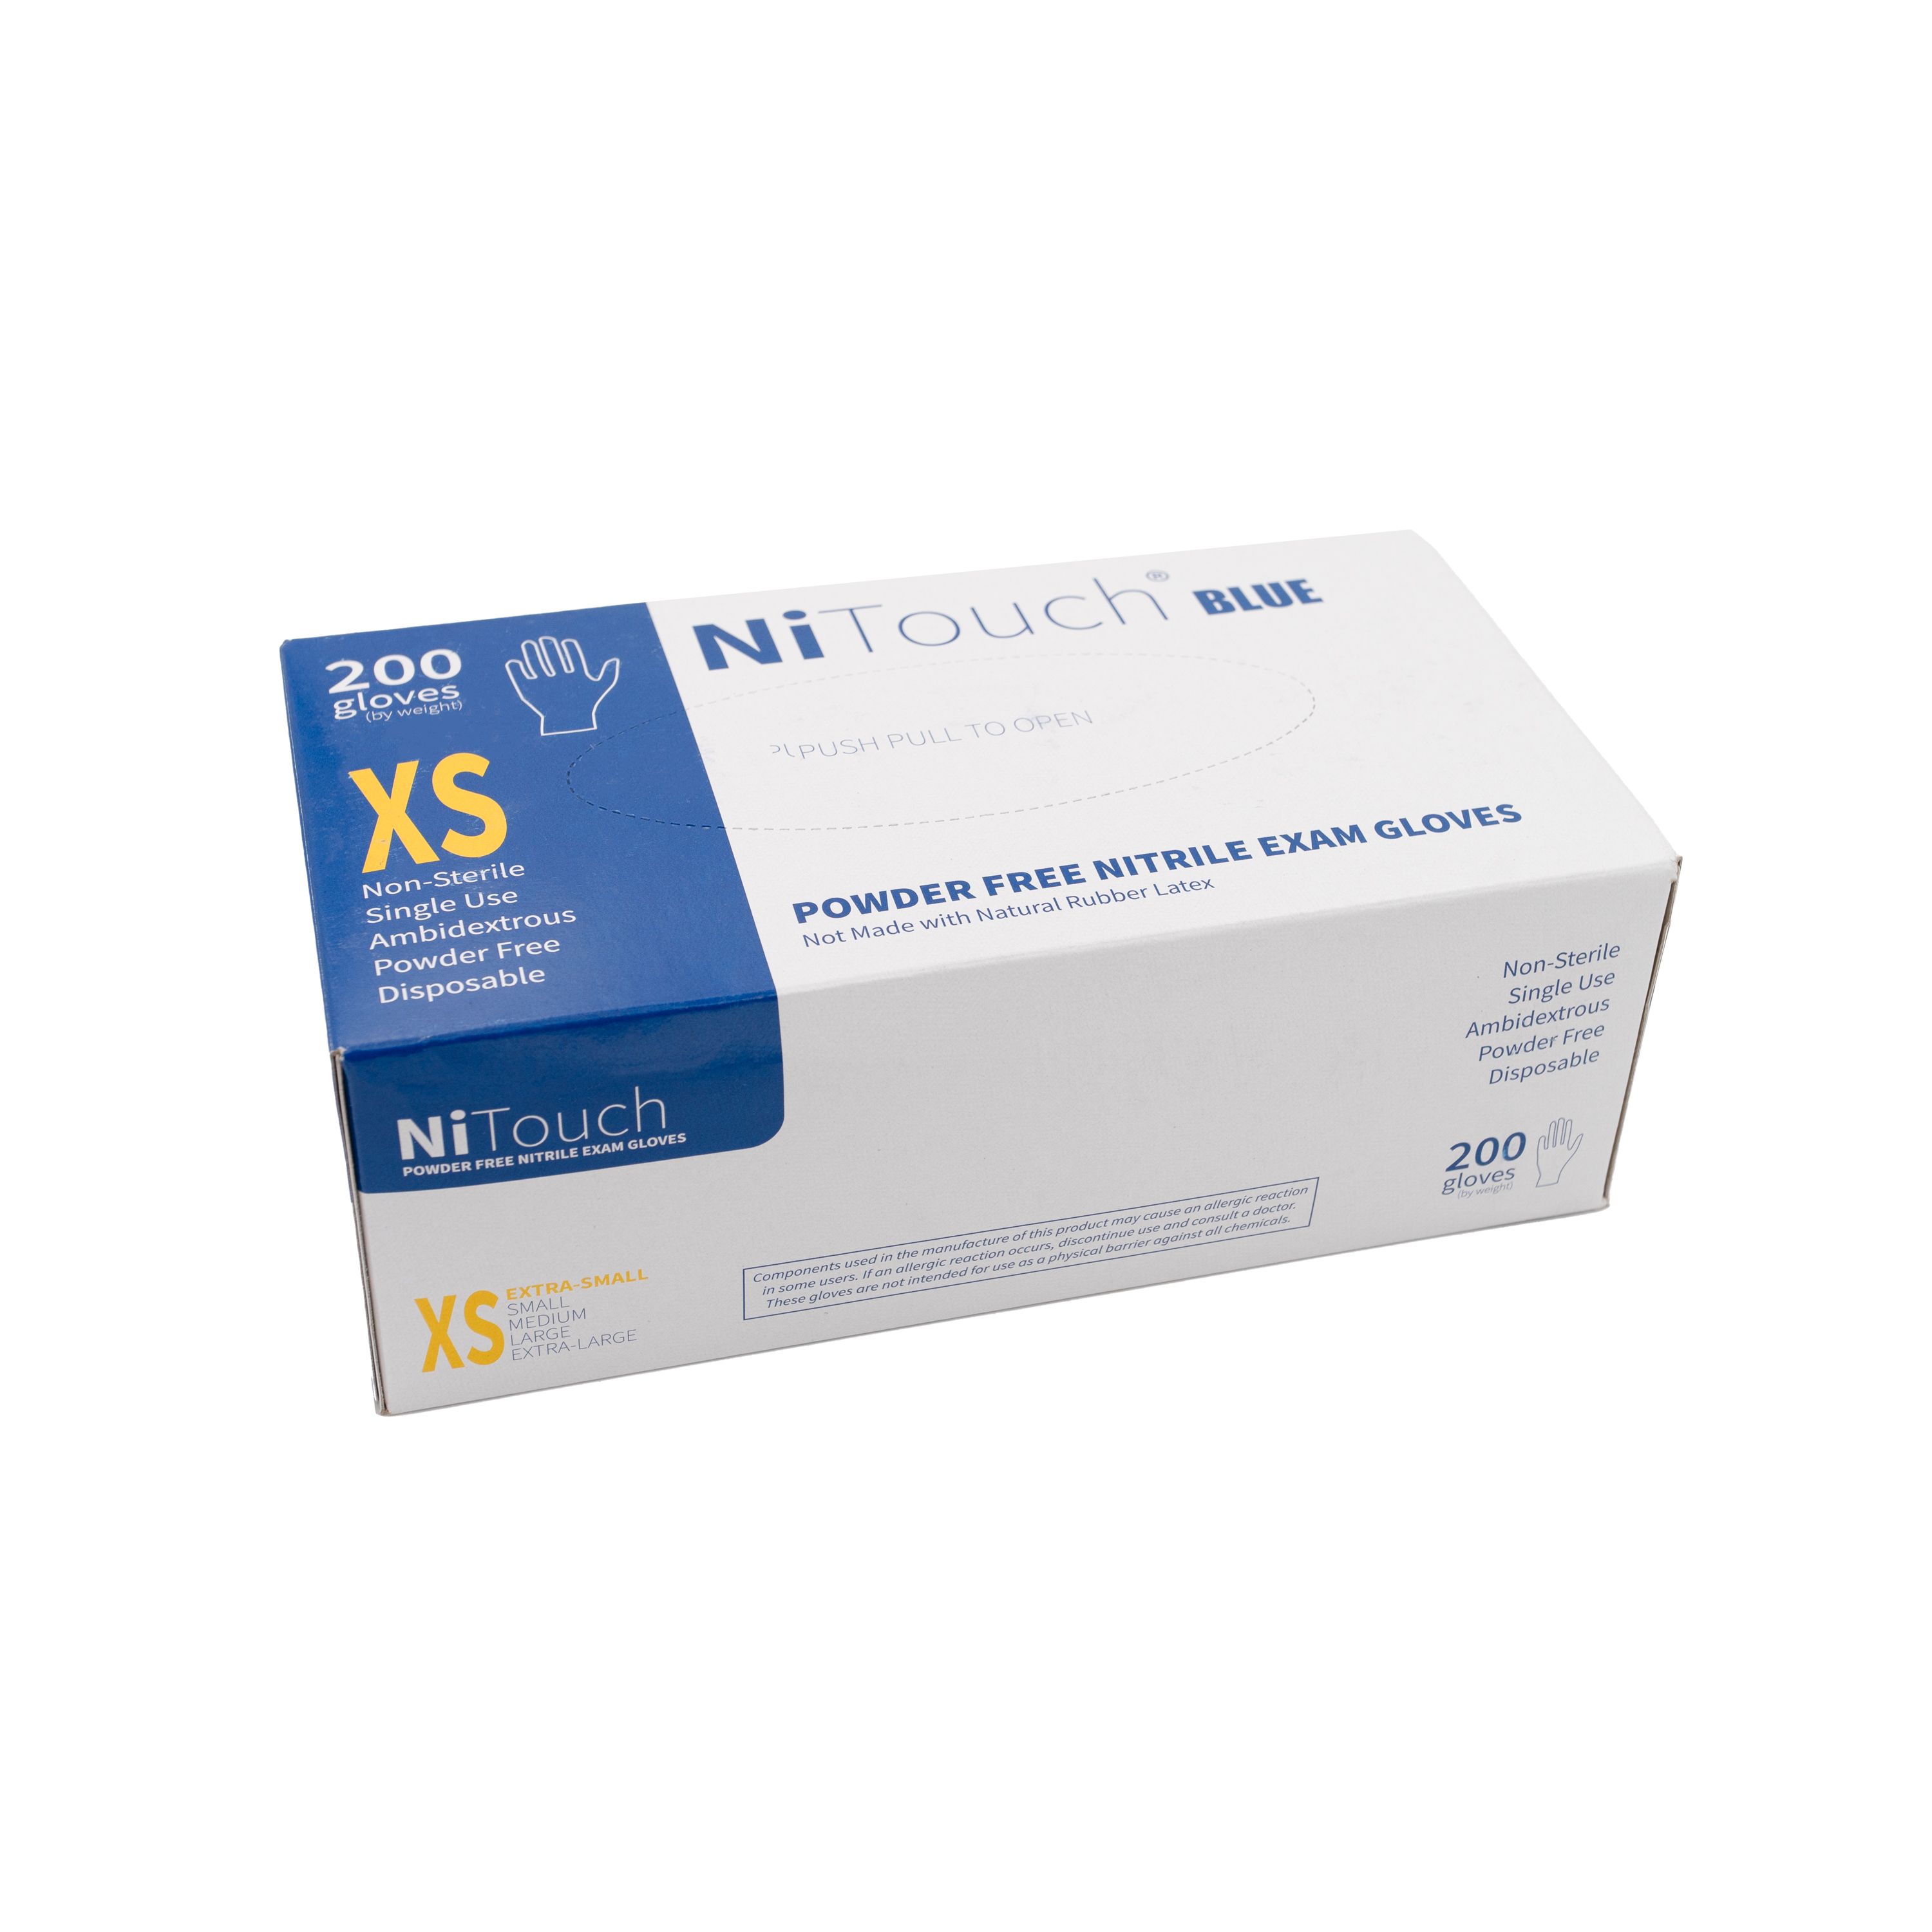 NiTouch® BLUE
200
gloves
(by weight)
XS
Non-Sterile
Single Use
Ambidextrous
Powder Free
Disposable
PUSH PULL TO OPEN
POWDER FREE NITRILE EXAM GLOVES
Not Made with Natural Rubber Latex
NiTouch
POWDER FREE NITRILE EXAM GLOVES
XS
EXTRA-SMALL
SMALL
MEDIUM
LARGE
EXTRA-LARGE
Components used in the manufacture of this product may cause an allergic reaction
in some users. If an allergic reaction occurs, discontinue use and consult a doctor.
These gloves are not intended for use as a physical barrier against all chemicals.
Non-Sterile
Single Use
Ambidextrous
Powder Free
Disposable
200
gloves
(by weight)